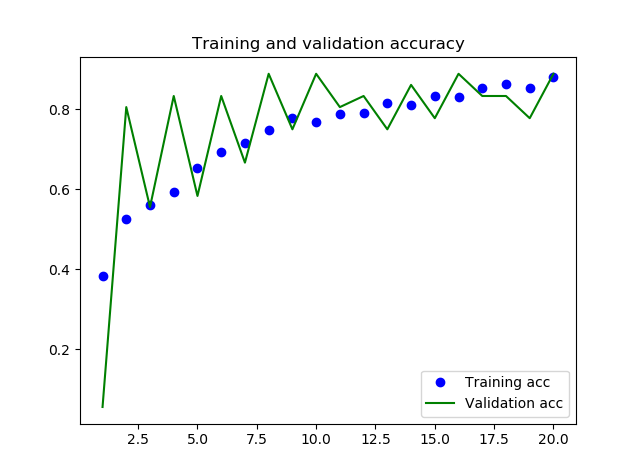 Training and validation accuracy
0.8
0.6
0.4
0.2
Training acc
Validation acc
2.5 5.0 7.5 10.0 12.5 15.0 17.5 20.0